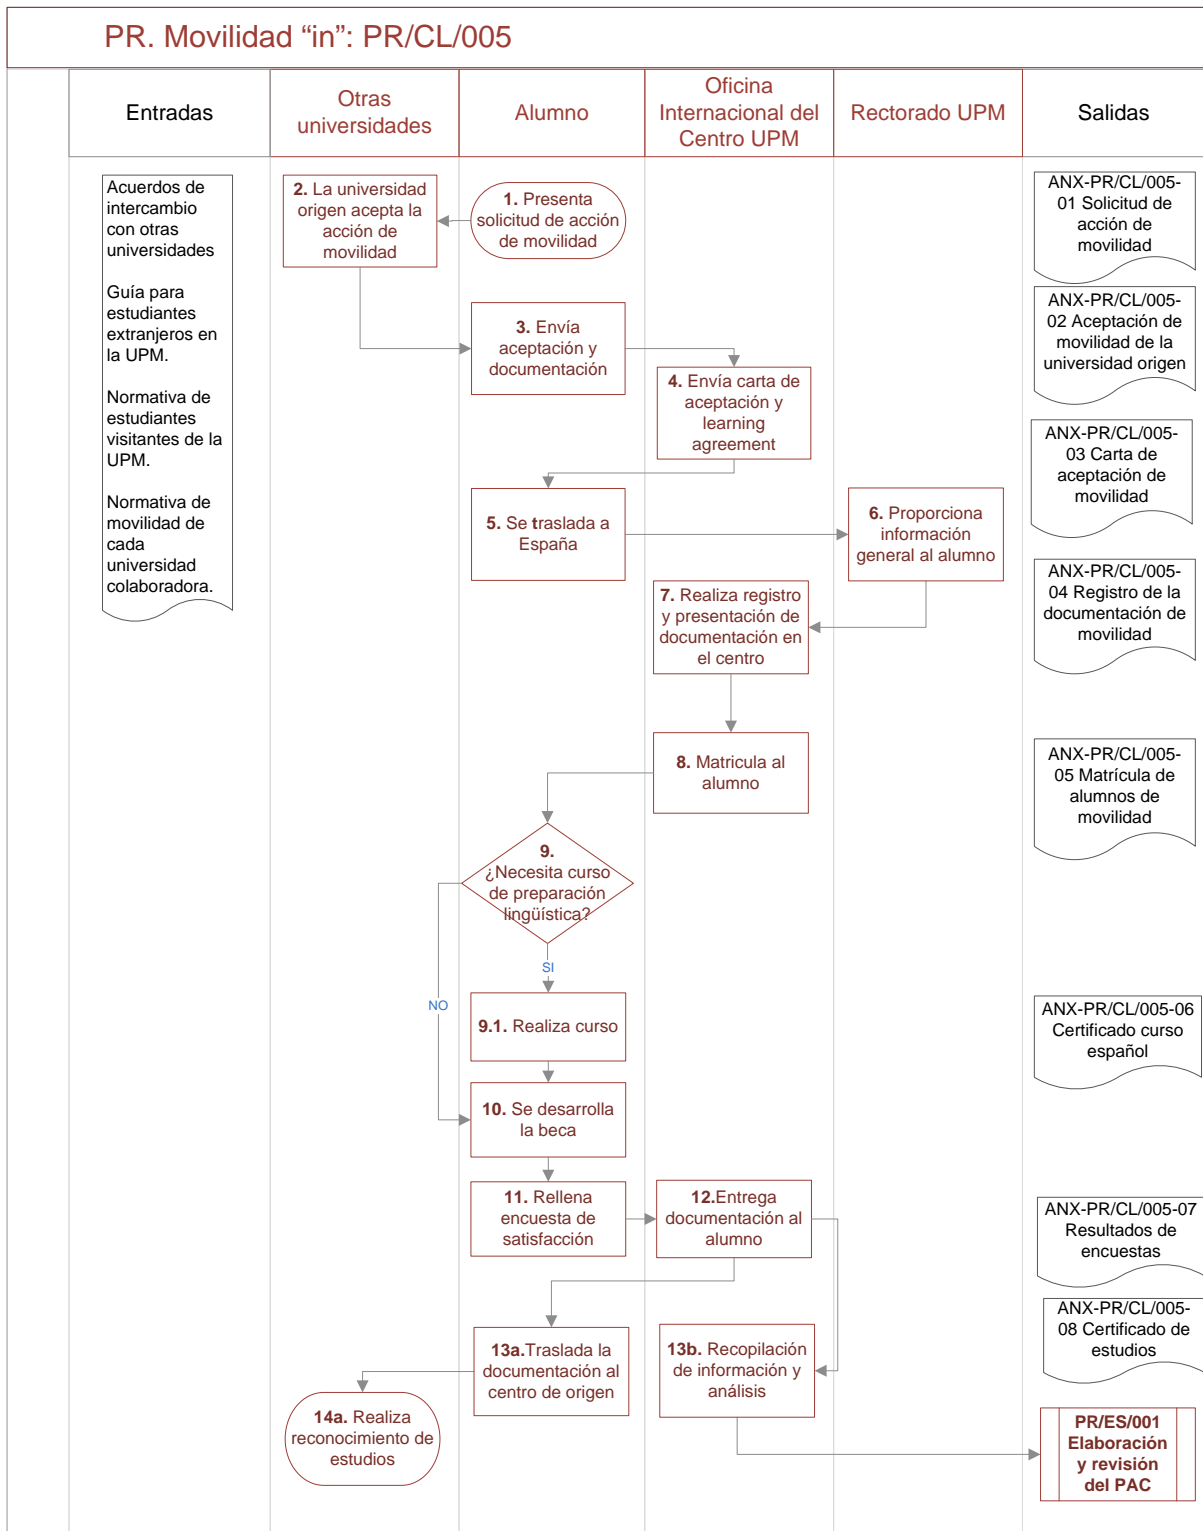 PR. Movilidad “in”: PR/CL/005
Entradas
Otras
universidades
Alumno
Oficina
Internacional del
Centro UPM
Rectorado UPM
Salidas
Acuerdos de
intercambio
con otras
universidades
Guía para
estudiantes
extranjeros en
la UPM.
Normativa de
estudiantes
visitantes de la
UPM.
Normativa de
movilidad de
cada
universidad
colaboradora.
1. Presenta
solicitud de acción
de movilidad
2. La universidad
origen acepta la
acción de
movilidad
3. Envía
aceptación y
documentación
4. Envía carta de
aceptación y
learning
agreement
5. Se traslada a
España
6. Proporciona
información
general al alumno
7. Realiza registro
y presentación de
documentación en
el centro
8. Matricula al
alumno
9.
¿Necesita curso
de preparación
lingüística?
SI
NO
9.1. Realiza curso
10. Se desarrolla
la beca
11. Rellena
encuesta de
satisfacción
12.Entrega
documentación al
alumno
13a.Traslada la
documentación al
centro de origen
13b. Recopilación
de información y
análisis
14a. Realiza
reconocimiento de
estudios
ANX-PR/CL/005-
01 Solicitud de
acción de
movilidad
ANX-PR/CL/005-
02 Aceptación de
movilidad de la
universidad origen
ANX-PR/CL/005-
03 Carta de
aceptación de
movilidad
ANX-PR/CL/005-
04 Registro de la
documentación de
movilidad
ANX-PR/CL/005-
05 Matrícula de
alumnos de
movilidad
ANX-PR/CL/005-06
Certificado curso
español
ANX-PR/CL/005-07
Resultados de
encuestas
ANX-PR/CL/005-
08 Certificado de
estudios
PR/ES/001
Elaboración
y revisión
del PAC